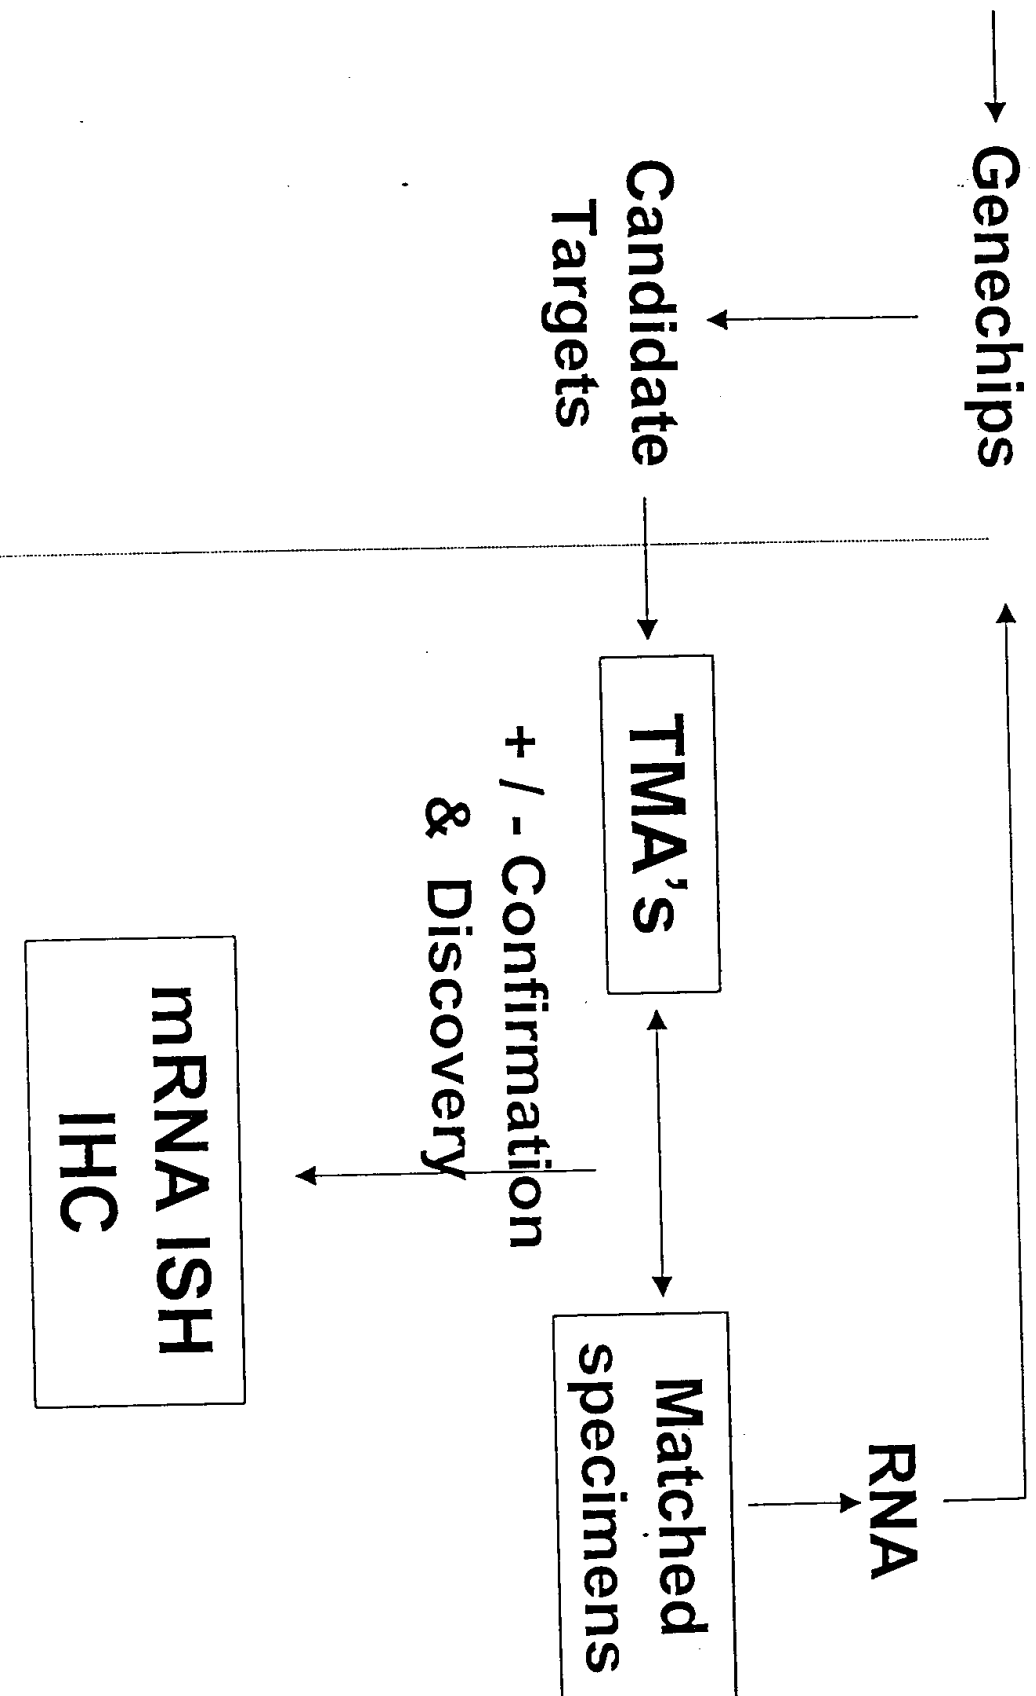 Genechips
RNA
Candidate
Targets
TMA's
Matched
specimens
+ / - Confirmation
& Discovery
mRNA ISH
IHC